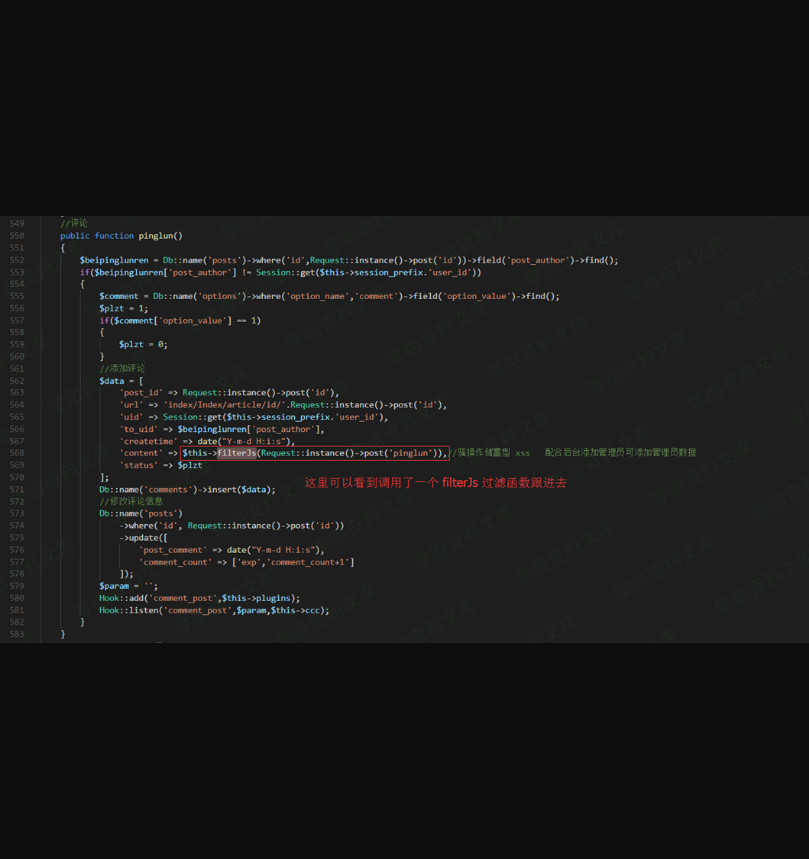 549 //评论
550 public function pinglun()
551 {
552 $beipinglunren = Db::name('posts')->where('id',Request::instance()->post('id'))->field('post_author')->find();
553 if($beipinglunren['post_author'] != Session::get($this->session_prefix.'user_id'))
554 {
555 $comment = Db::name('options')->where('option_name','comment')->field('option_value')->find();
556 $plzt = 1;
557 if($comment['option_value'] == 1)
558 {
559 $plzt = 0;
560 }
561 //添加评论
562 $data = [
563 'post_id' => Request::instance()->post('id'),
564 'url' => 'index/Index/article/id/'.Request::instance()->post('id'),
565 'uid' => Session::get($this->session_prefix.'user_id'),
566 'to_uid' => $beipinglunren['post_author'],
567 'createtime' => date("Y-m-d H:i:s"),
568 'content' => $this->filterJs(Request::instance()->post('pinglun')),//骚操作储蓄型 xss 配合后台添加管理员可添加管理员数据
569 'status' => $plzt
570 ];
571 Db::name('comments')->insert($data);
这里可以看到调用了一个 filterJs 过滤函数跟进去
572 //修改评论信息
573 Db::name('posts')
574 ->where('id', Request::instance()->post('id'))
575 ->update([
576 'post_comment' => date("Y-m-d H:i:s"),
577 'comment_count' => ['exp','comment_count+1']
578 ]);
579 $param = '';
580 Hook::add('comment_post',$this->plugins);
581 Hook::listen('comment_post',$param,$this->ccc);
582 }
583 }
零组资料文库